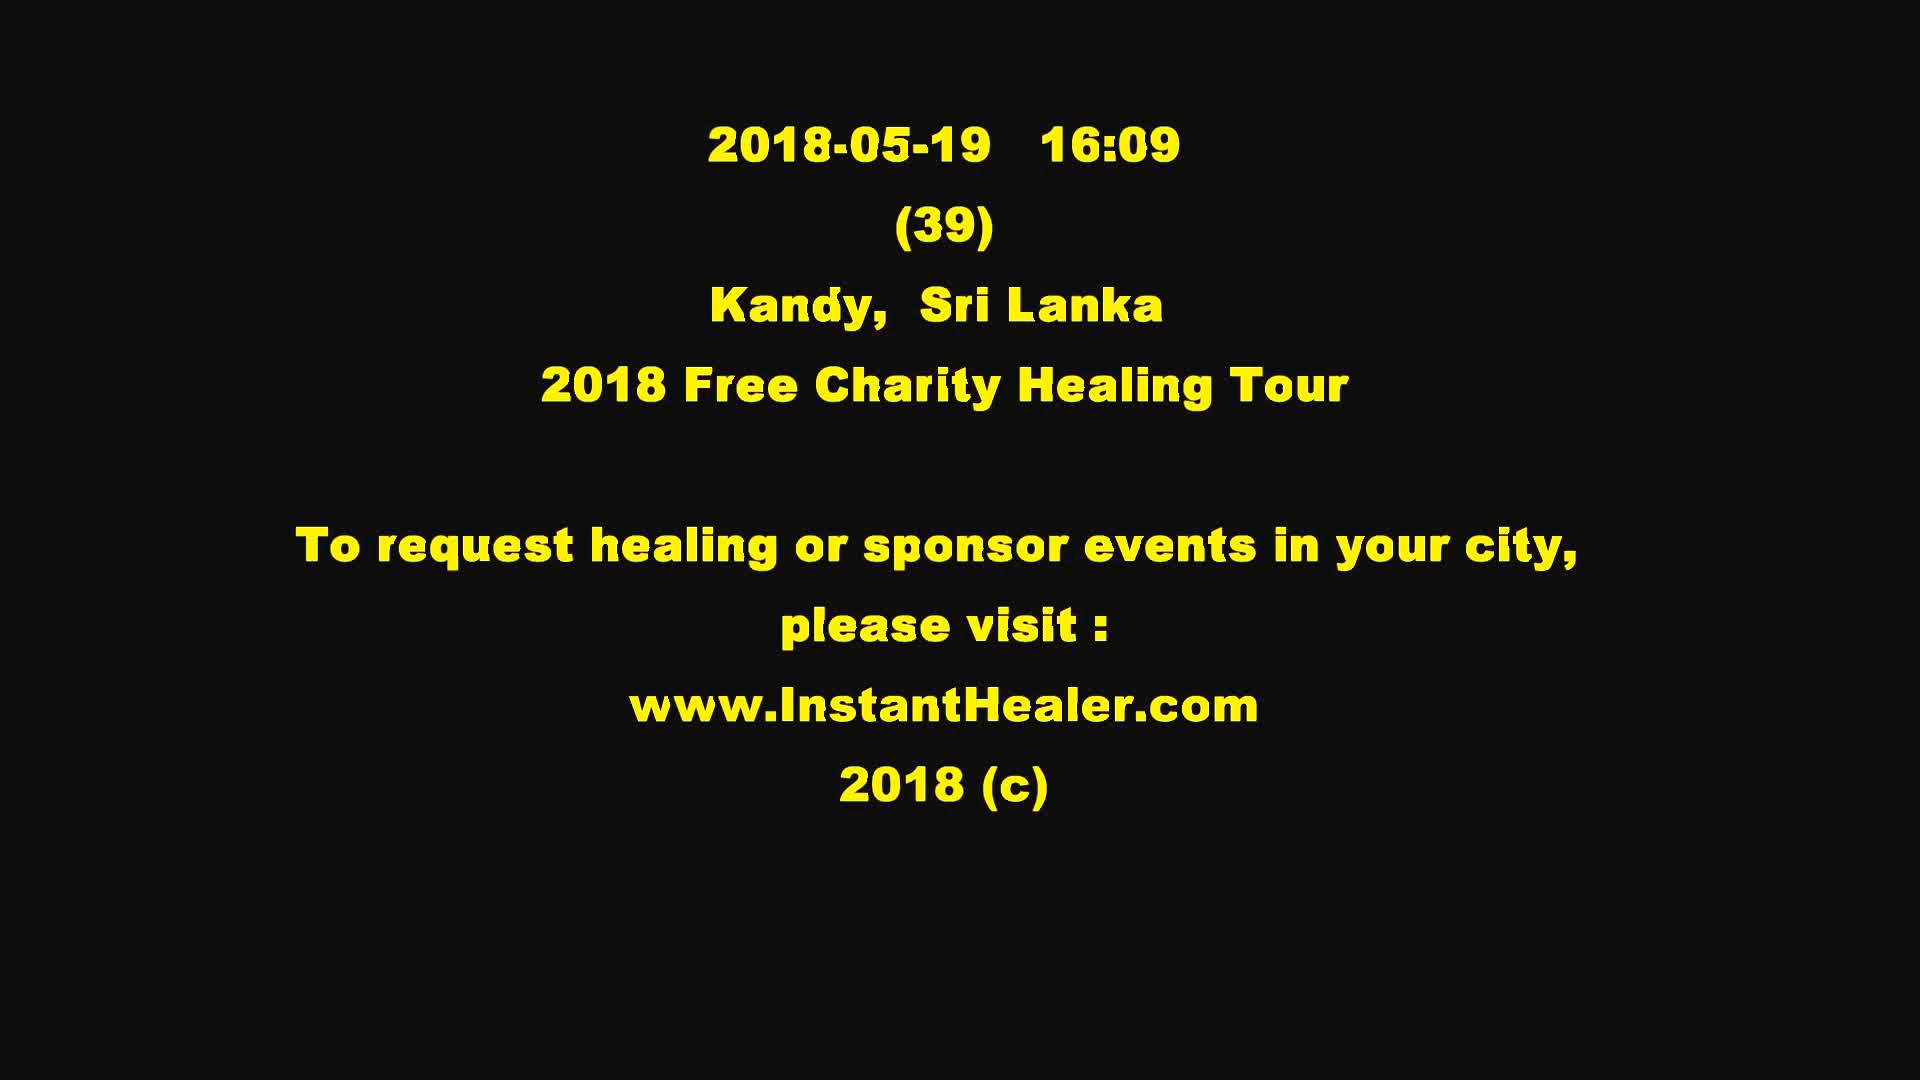 2018-05-19   16:09
(39)
Kandy,  Sri Lanka
2018 Free Charity Healing Tour
To request healing or sponsor events in your city,
please visit :
www.InstantHealer.com
2018 (c)